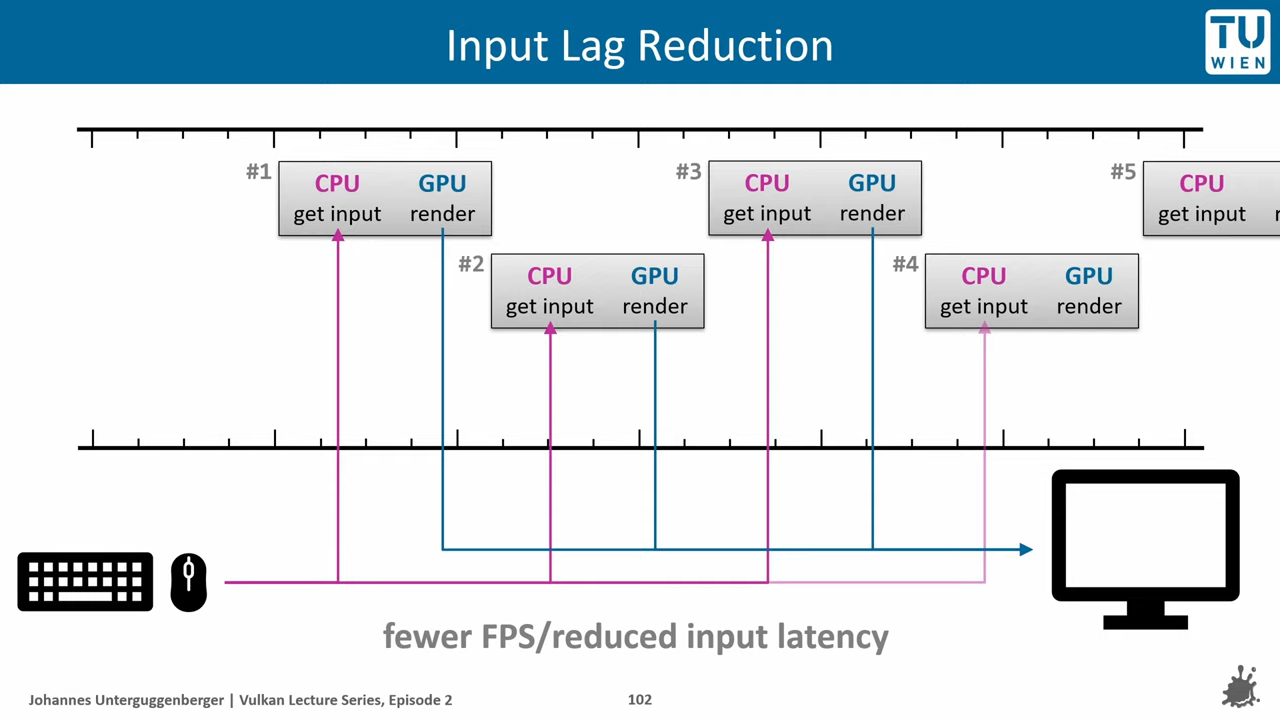 Input Lag Reduction
TU
WIEN
#1
CPU GPU
get input render
#3
CPU GPU
get input render
#5
CPU
get input r
#2
CPU GPU
get input render
#4
CPU GPU
get input render
fewer FPS/reduced input latency
Johannes Unterguggenberger | Vulkan Lecture Series, Episode 2
102